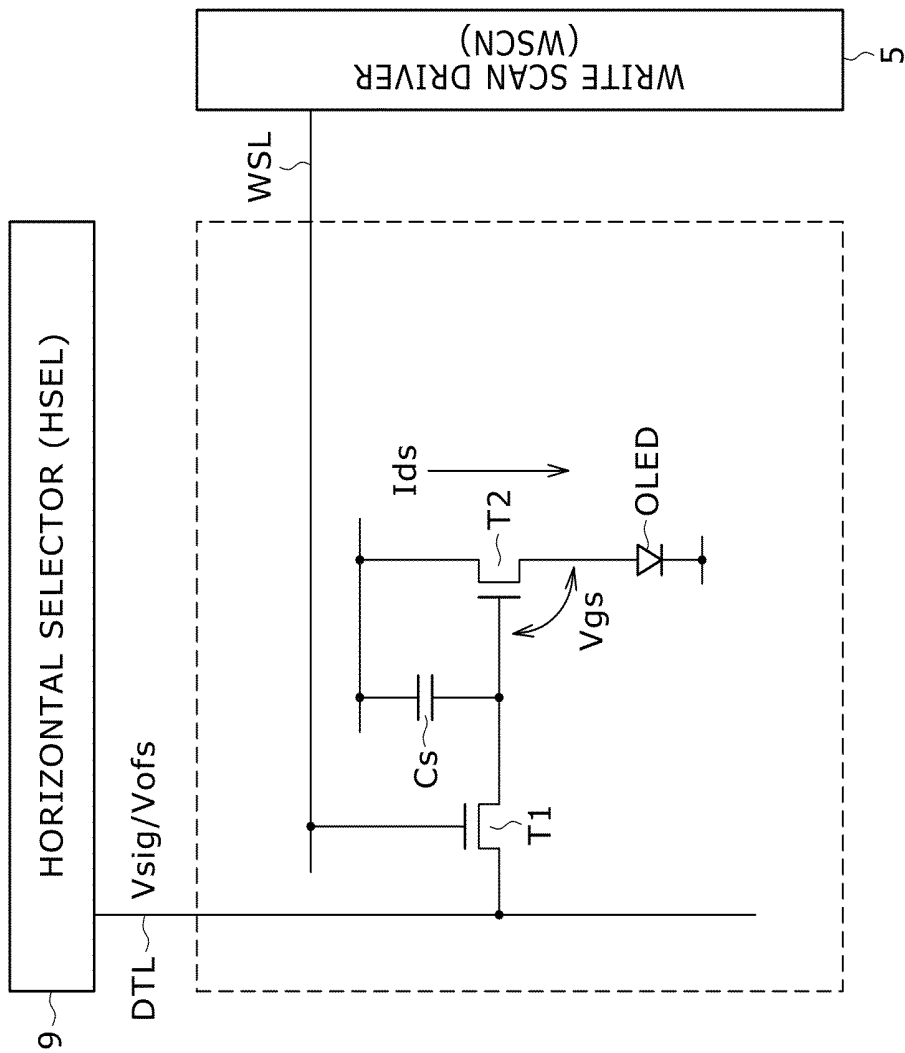 HORIZONTAL SELECTOR (HSEL)
9
DTL
Vsig/Vofs
WSL
WRITE SCAN DRIVER
(WSCN)
5
Ids
T2
OLED
Vgs
Cs
T1